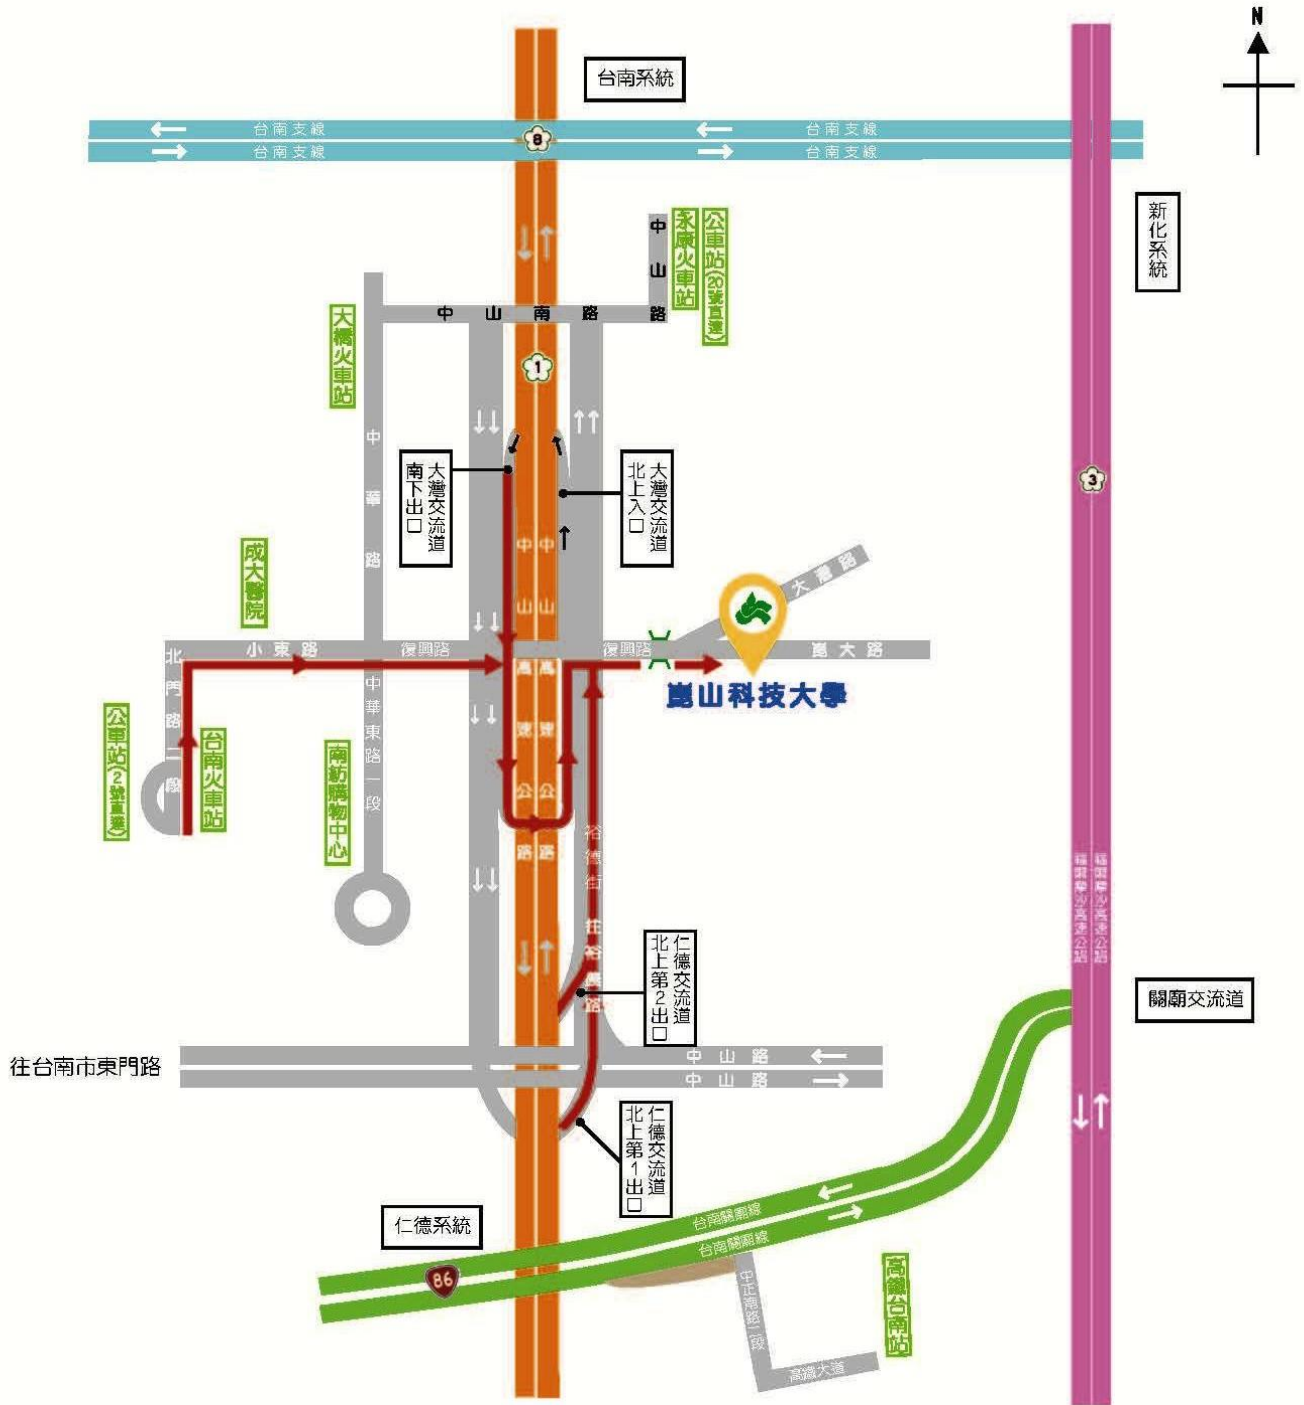 N
台南系統
台南支線
台南支線
台南支線
台南支線
8
新化系統
中山路
永康火車站
公車站(20號直達)
中山南路
大橋火車站
1
中華路
大灣交流道
南下出口
大灣交流道
北上入口
3
成大醫院
大灣路
小東路
復興路
復興路
崑大路
崑山科技大學
北門路二段
公車站(2號直達)
台南火車站
中華東路一段
南紡購物中心
中山高速公路
中山高速公路
裕德街
往裕農路
福爾摩沙高速公路
福爾摩沙高速公路
仁德交流道
北上第2出口
關廟交流道
往台南市東門路
中山路
中山路
仁德交流道
北上第1出口
仁德系統
台南關廟線
台南關廟線
86
中正南路二段
高鐵台南站
高鐵大道